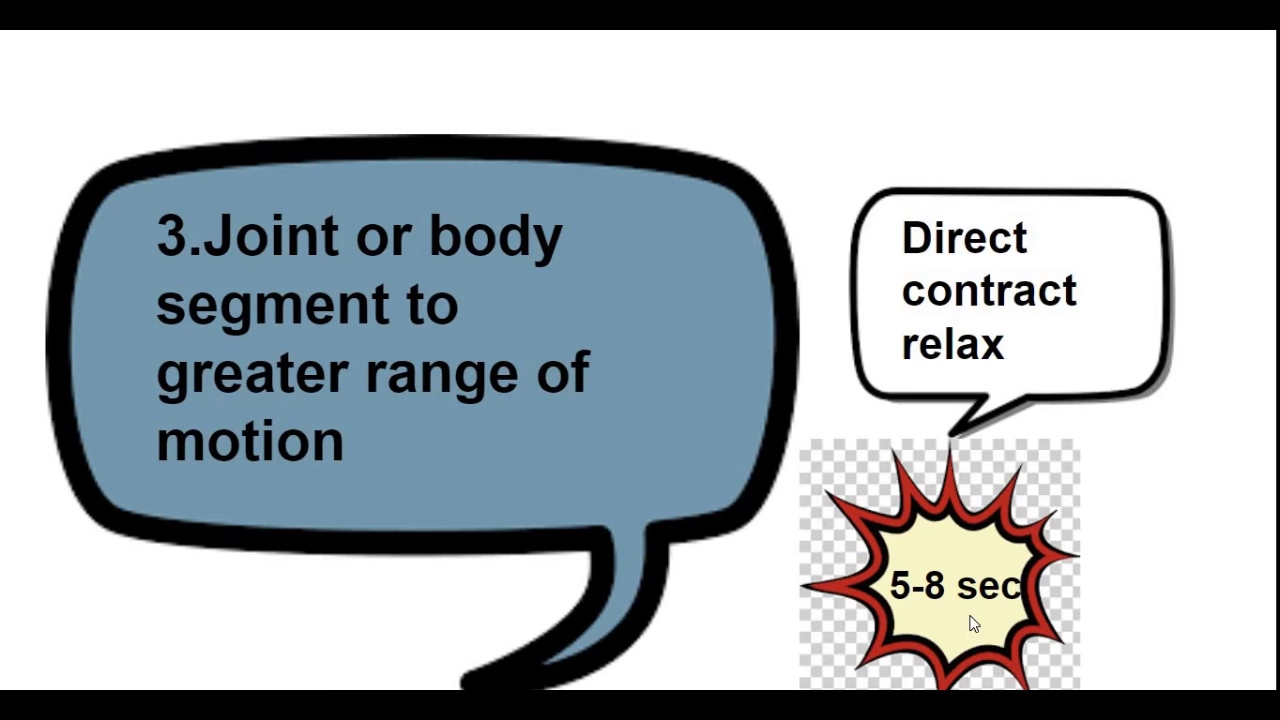 3.Joint or body
segment to
greater range of
motion
Direct
contract
relax
5-8 sec